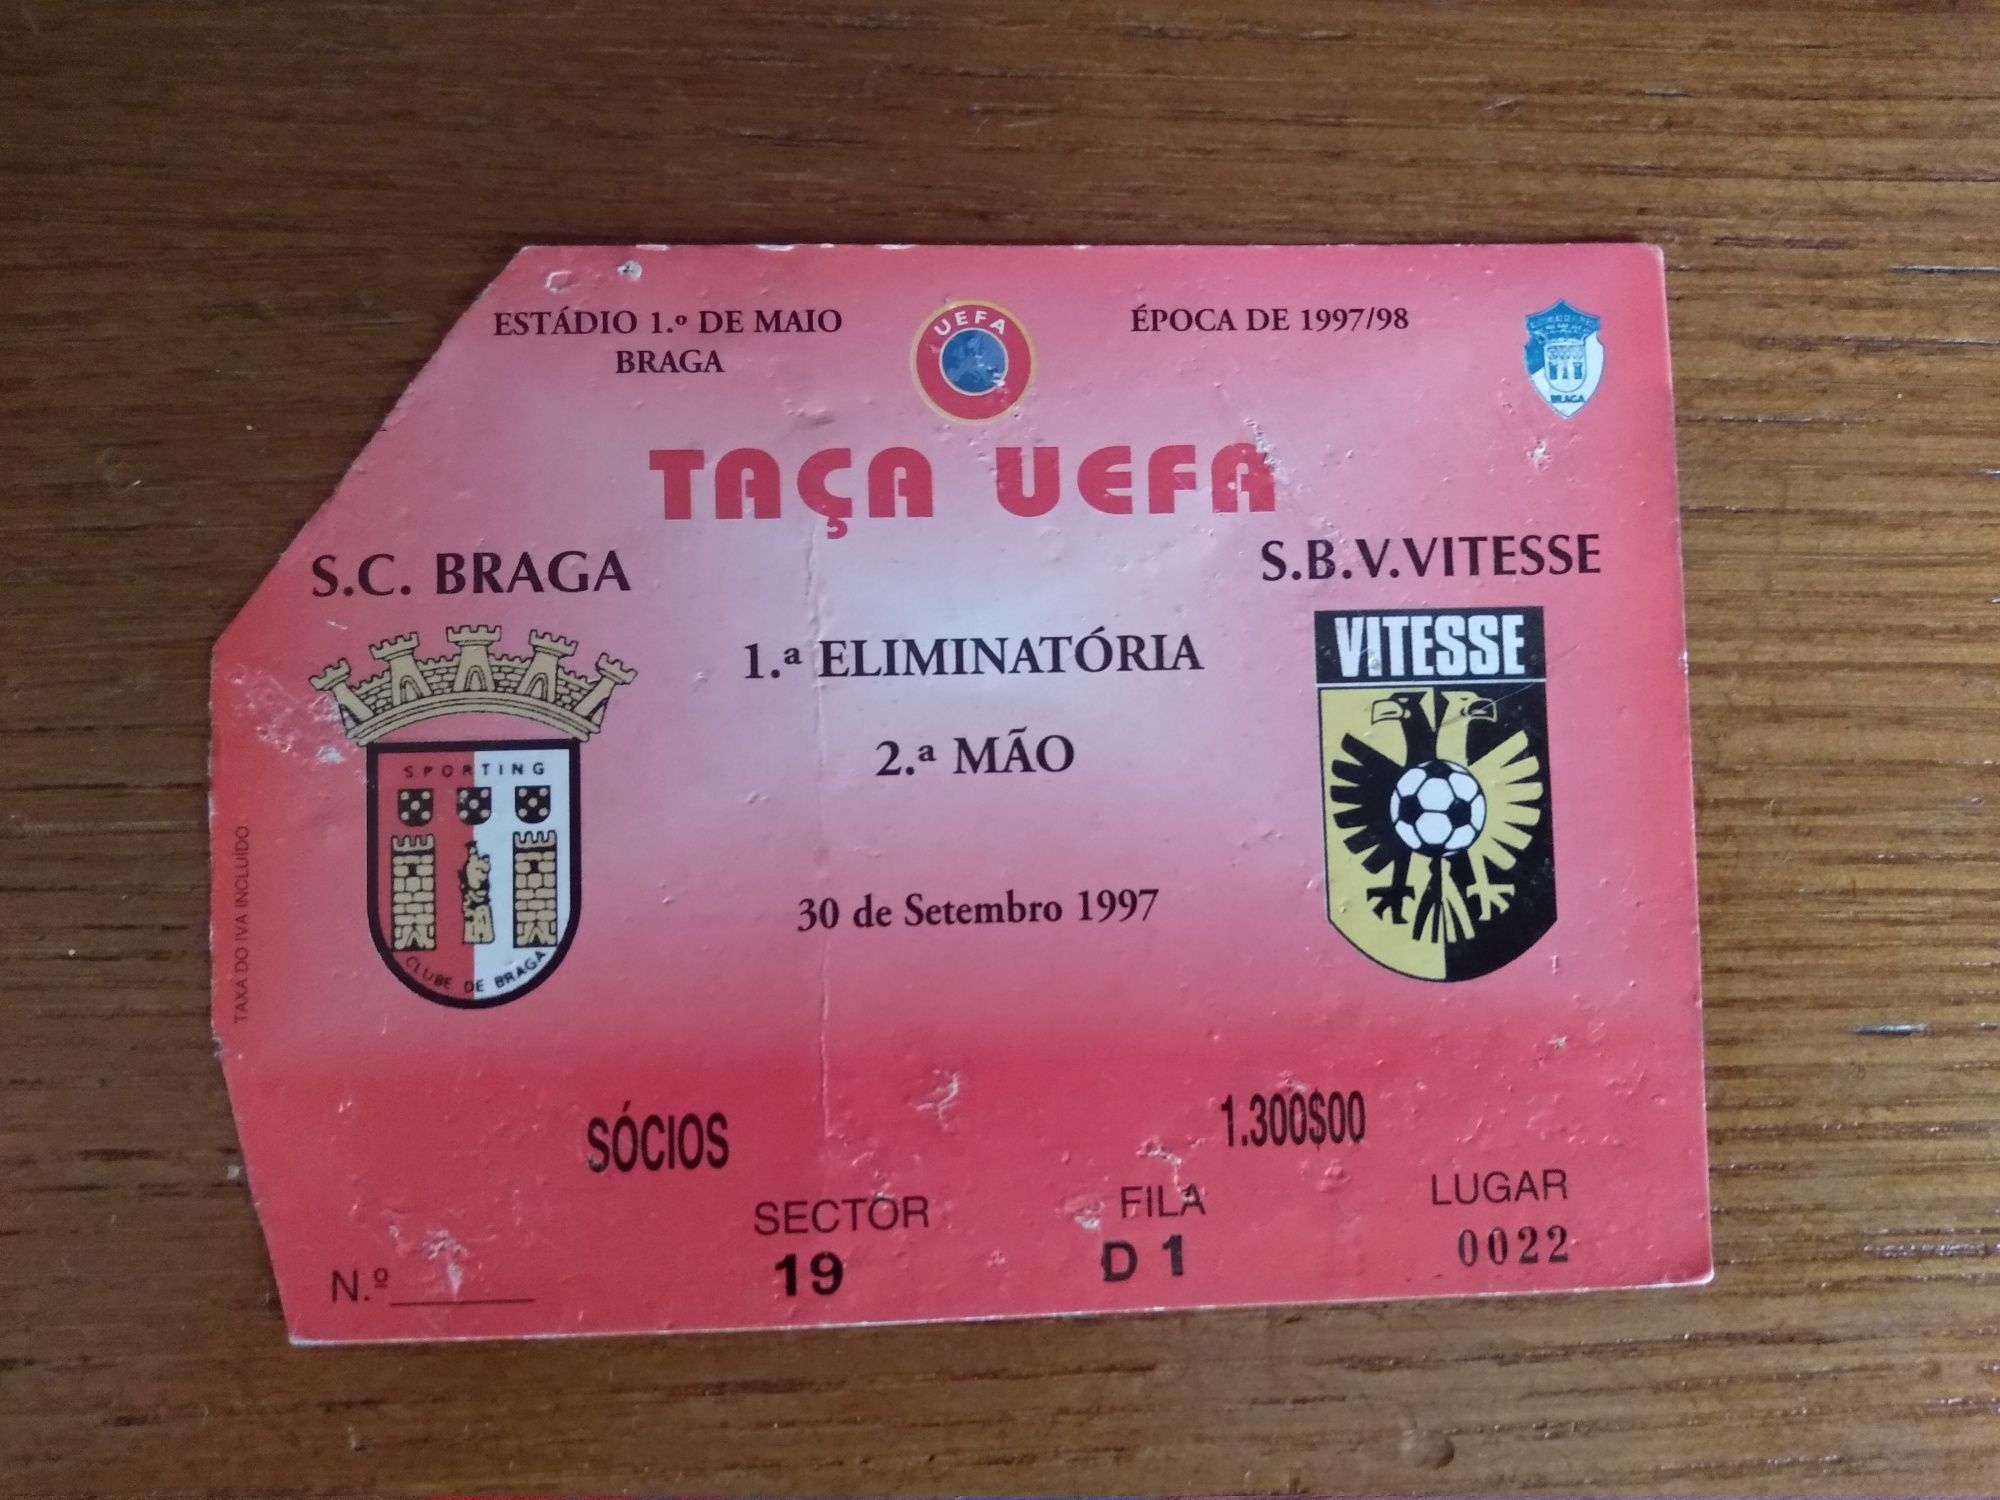 ESTÁDIO 1.º DE MAIO
BRAGA
UEFA
ÉPOCA DE 1997/98
BRAGA
TAÇA UEFA
S.C. BRAGA
S.B.V.VITESSE
1.ª ELIMINATÓRIA
2.ª MÃO
30 de Setembro 1997
SPORTING
CLUBE DE BRAGA
VITESSE
TAXA DO IVA INCLUIDO
SÓCIOS
1.300$00
N.º
SECTOR
19
FILA
D 1
LUGAR
0022